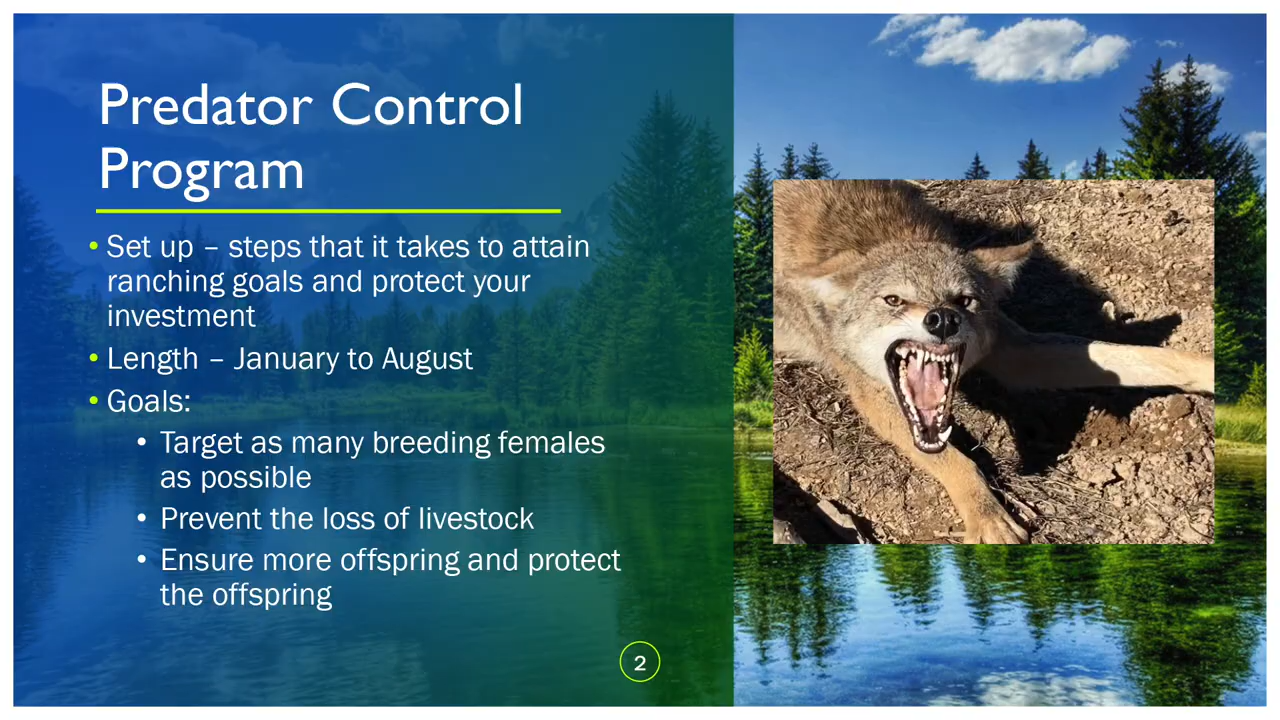 Predator Control
Program
• Set up – steps that it takes to attain
ranching goals and protect your
investment
• Length – January to August
• Goals:
• Target as many breeding females
as possible
• Prevent the loss of livestock
• Ensure more offspring and protect
the offspring
2